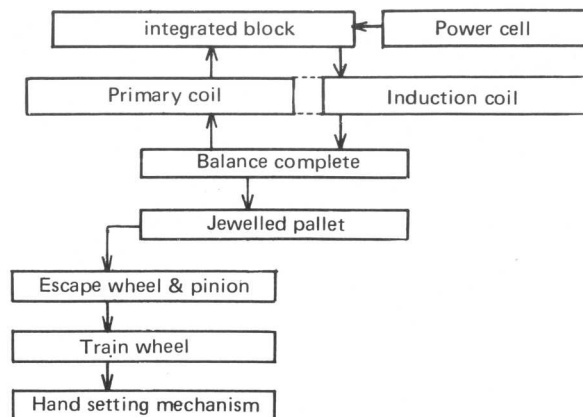 integrated block
Power cell
Primary coil
Induction coil
Balance complete
Jewelled pallet
Escape wheel & pinion
Train wheel
Hand setting mechanism